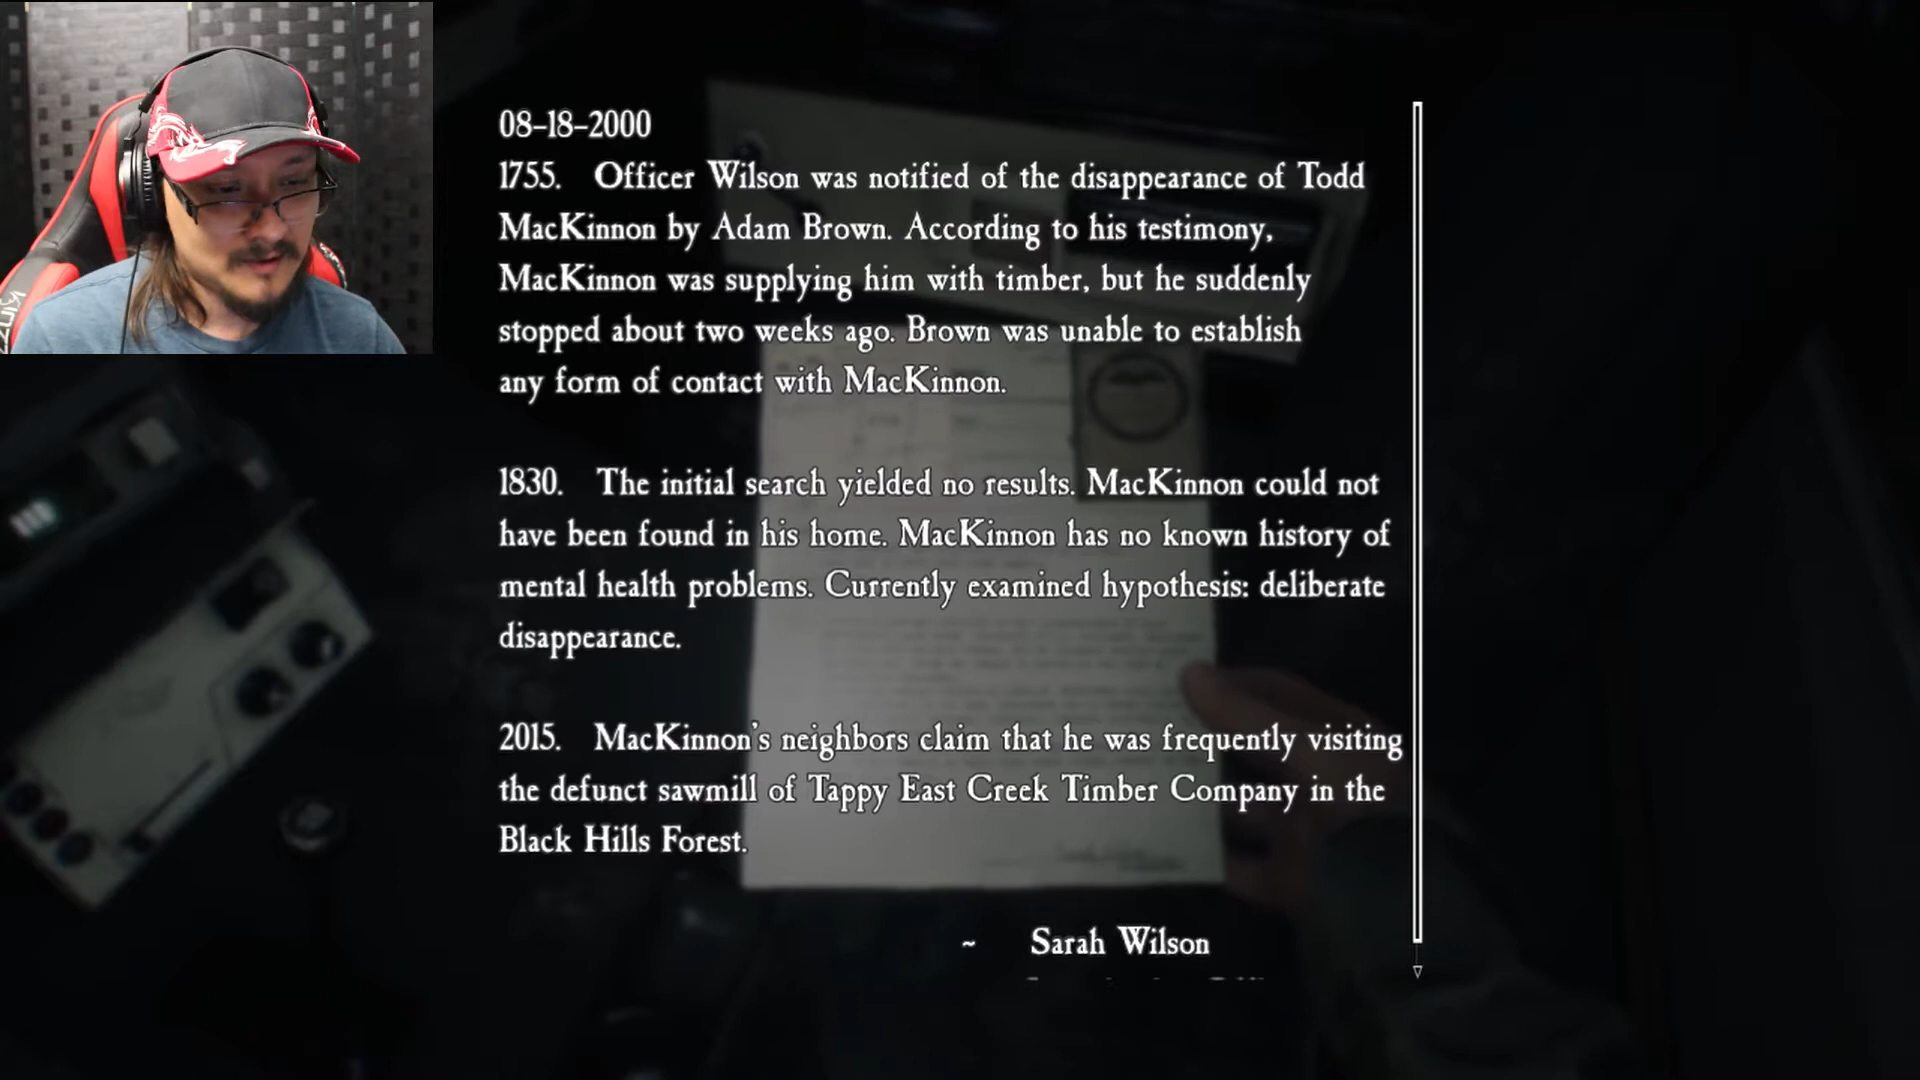 08-18-2000
1755. Officer Wilson was notified of the disappearance of Todd
MacKinnon by Adam Brown. According to his testimony,
MacKinnon was supplying him with timber, but he suddenly
stopped about two weeks ago. Brown was unable to establish
any form of contact with MacKinnon.
1830. The initial search yielded no results. MacKinnon could not
have been found in his home. MacKinnon has no known history of
mental health problems. Currently examined hypothesis: deliberate
disappearance.
2015. MacKinnon's neighbors claim that he was frequently visiting
the defunct sawmill of Tappy East Creek Timber Company in the
Black Hills Forest.
~ Sarah Wilson